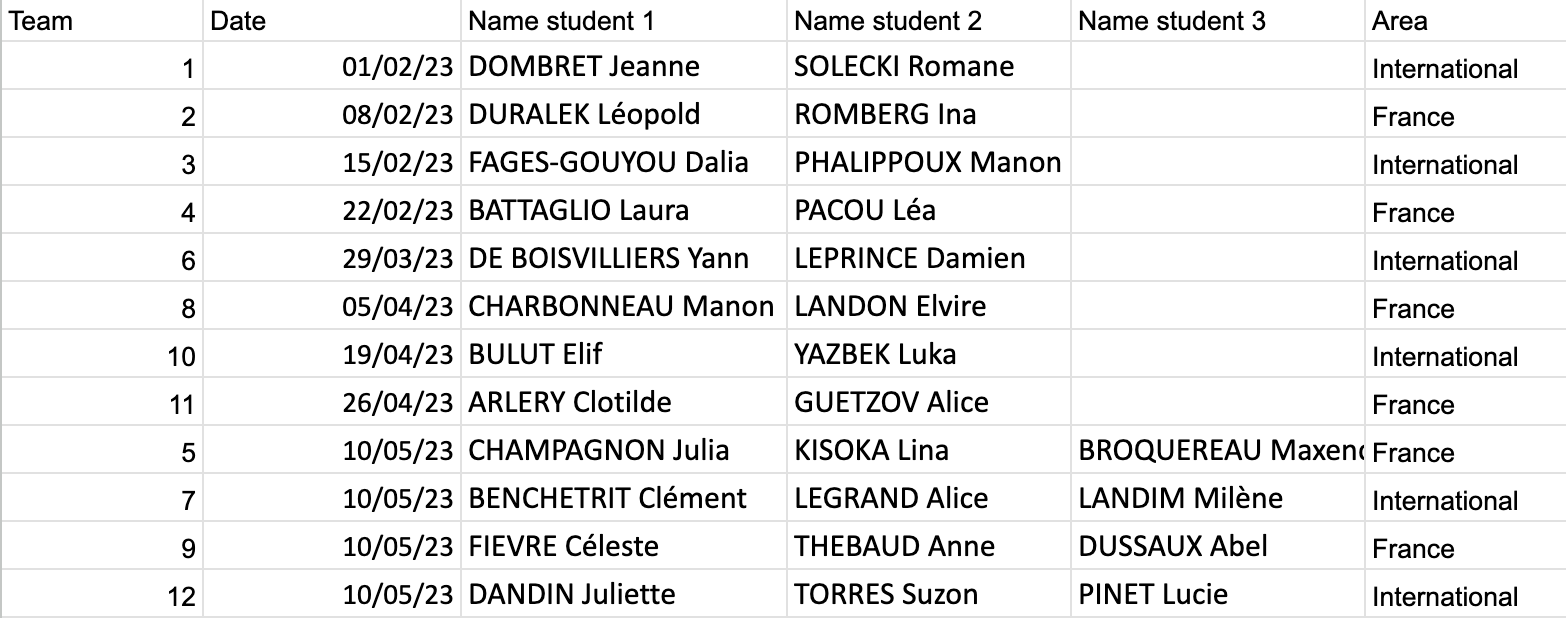 Team Date Name student 1 Name student 2 Name student 3 Area
1 01/02/23 DOMBRET Jeanne SOLECKI Romane International
2 08/02/23 DURALEK Léopold ROMBERG Ina France
3 15/02/23 FAGES-GOUYOU Dalia PHALIPPOUX Manon International
4 22/02/23 BATTAGLIO Laura PACOU Léa France
6 29/03/23 DE BOISVILLIERS Yann LEPRINCE Damien International
8 05/04/23 CHARBONNEAU Manon LANDON Elvire France
10 19/04/23 BULUT Elif YAZBEK Luka International
11 26/04/23 ARLERY Clotilde GUETZOV Alice France
5 10/05/23 CHAMPAGNON Julia KISOKA Lina BROQUEREAU France
7 10/05/23 BENCHETRIT Clément LEGRAND Alice LANDIM Milène International
9 10/05/23 FIEVRE Céleste THEBAUD Anne DUSSAUX Abel France
12 10/05/23 DANDIN Juliette TORRES Suzon PINET Lucie International